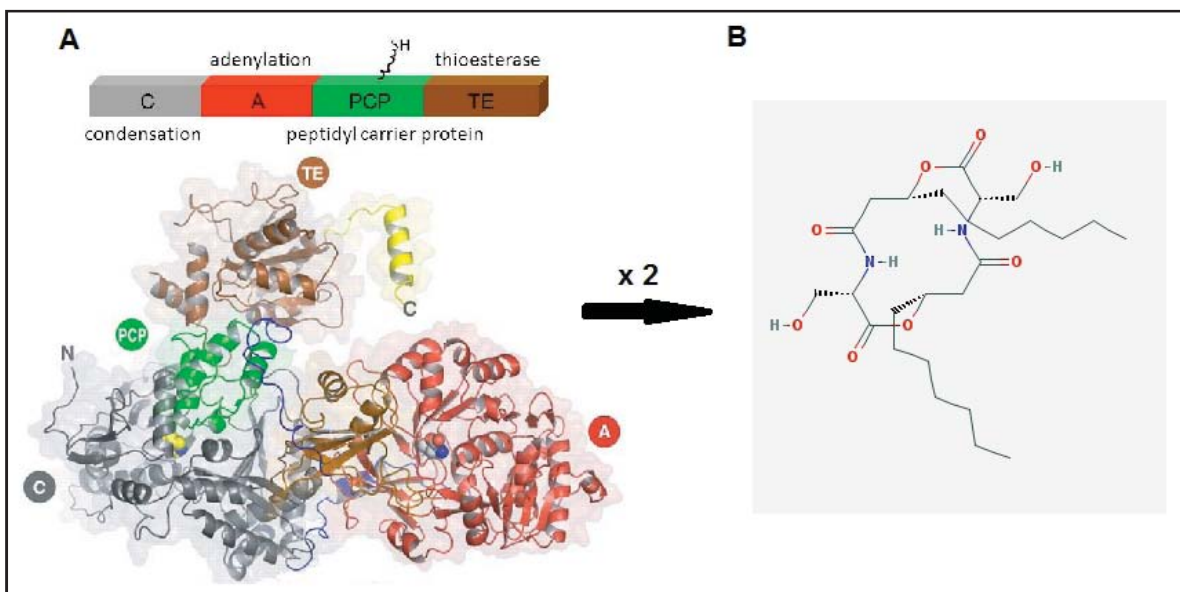 A
B
adenylation
SH
thioesterase
C
A
PCP
TE
condensation
peptidyl carrier protein
TE
C
PCP
N
A
C
x 2
O
O
O
H
O
H
N
N
H
O
H
O
O
O